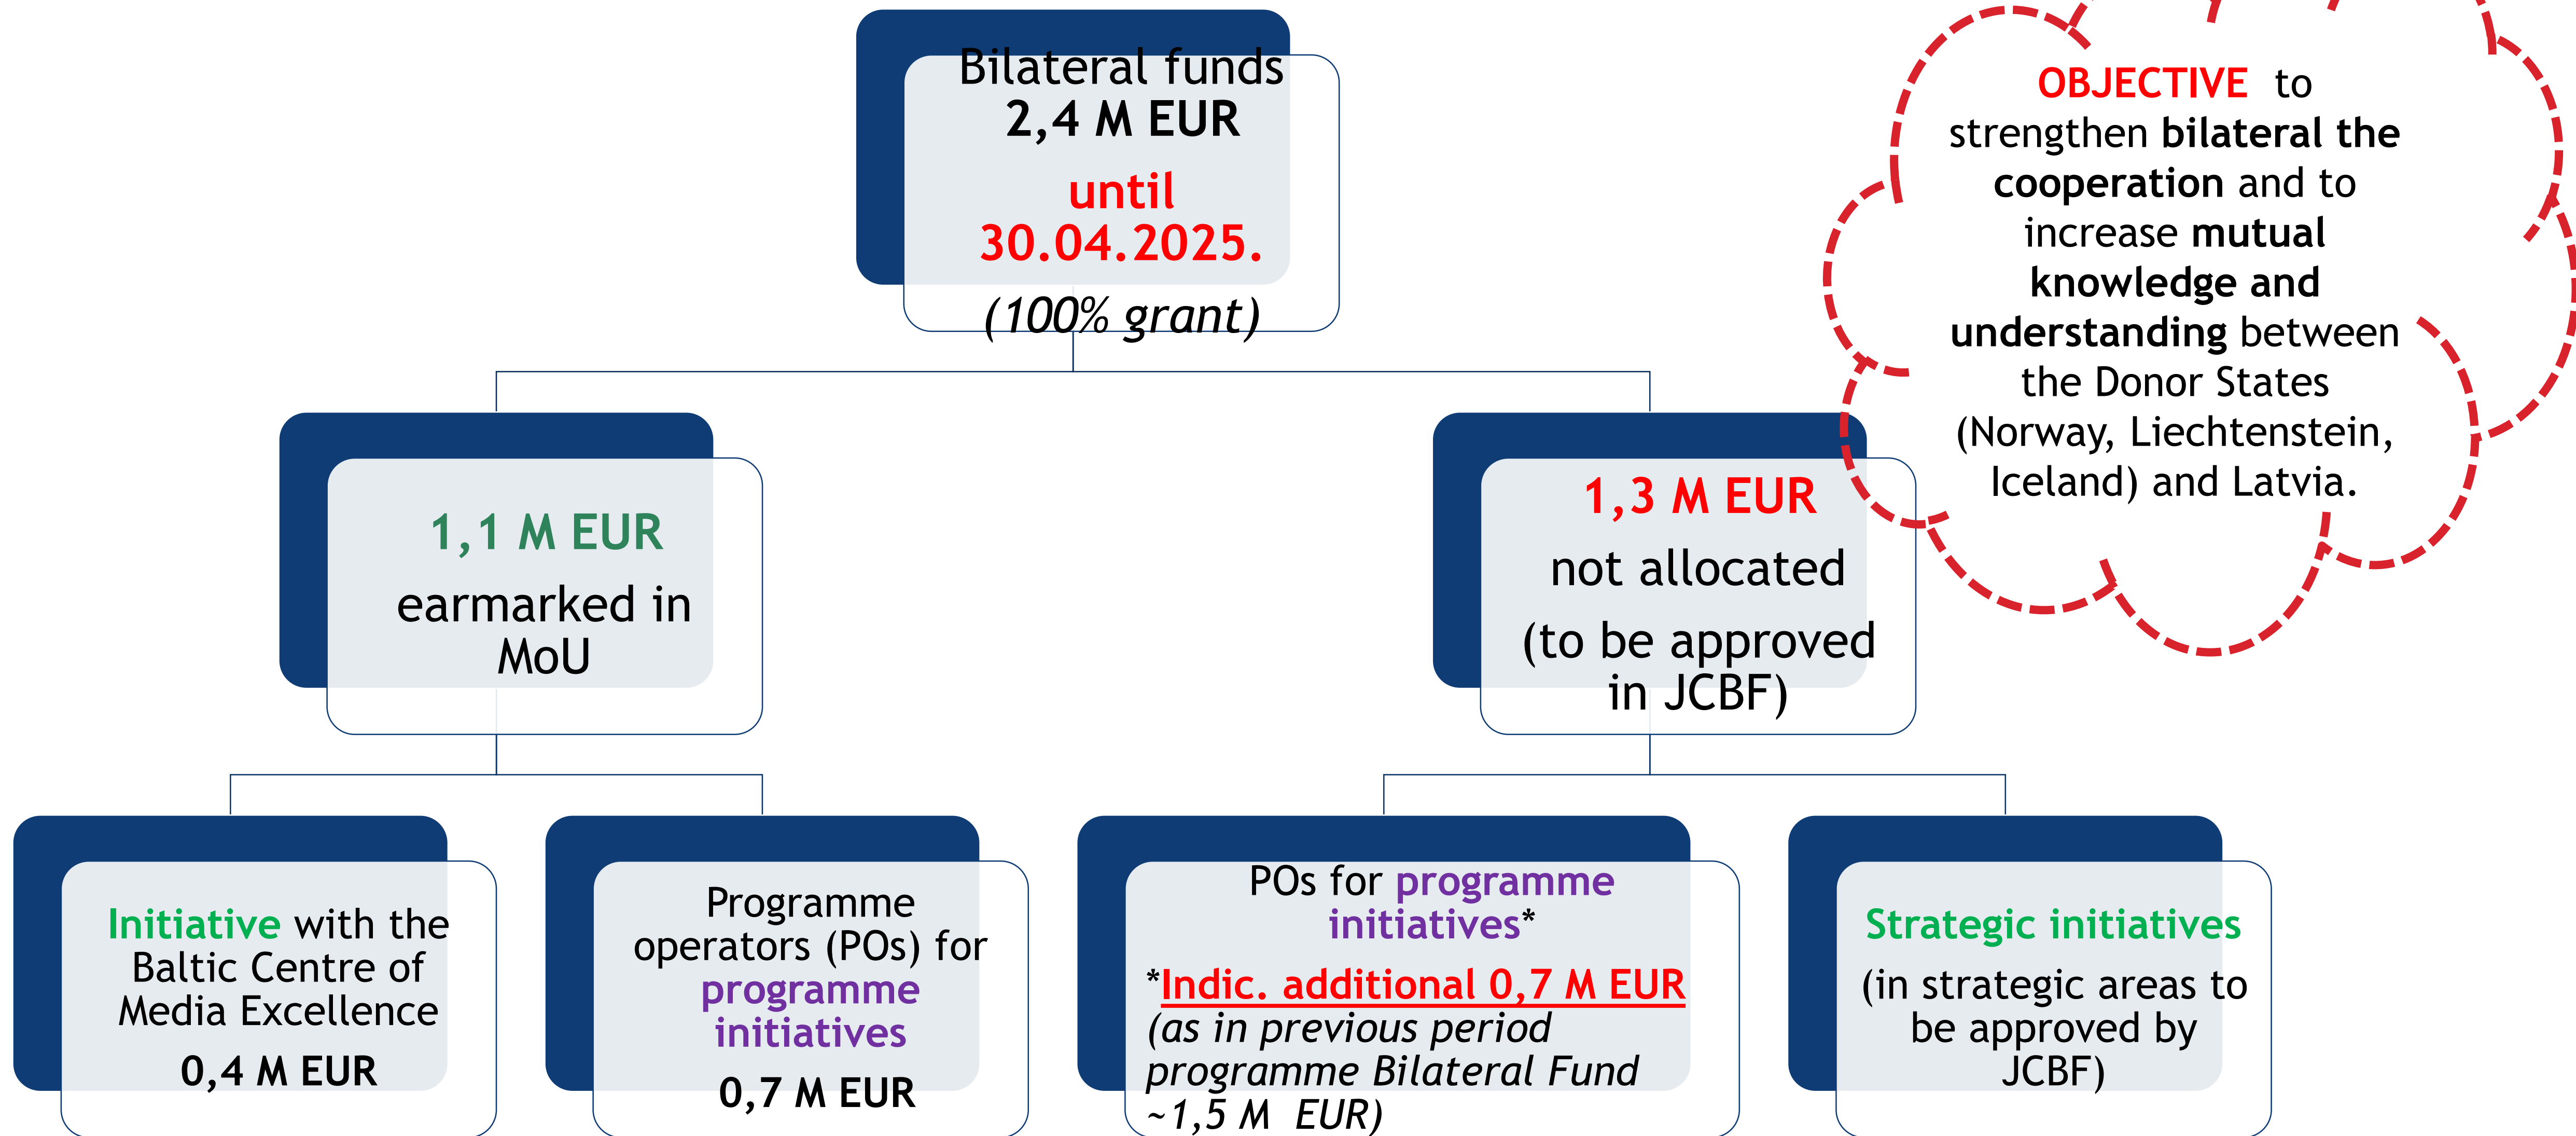 Bilateral funds
2,4 M EUR
until
30.04.2025.
(100% grant)
OBJECTIVE to
strengthen bilateral the
cooperation and to
increase mutual
knowledge and
understanding between
the Donor States
(Norway, Liechtenstein,
Iceland) and Latvia.
1,1 M EUR
earmarked in
MoU
1,3 M EUR
not allocated
(to be approved
in JCBF)
Initiative with the
Baltic Centre of
Media Excellence
0,4 M EUR
Programme
operators (POs) for
programme
initiatives
0,7 M EUR
POs for programme
initiatives*
*Indic. additional 0,7 M EUR
(as in previous period
programme Bilateral Fund
~1,5 M EUR)
Strategic initiatives
(in strategic areas to
be approved by
JCBF)